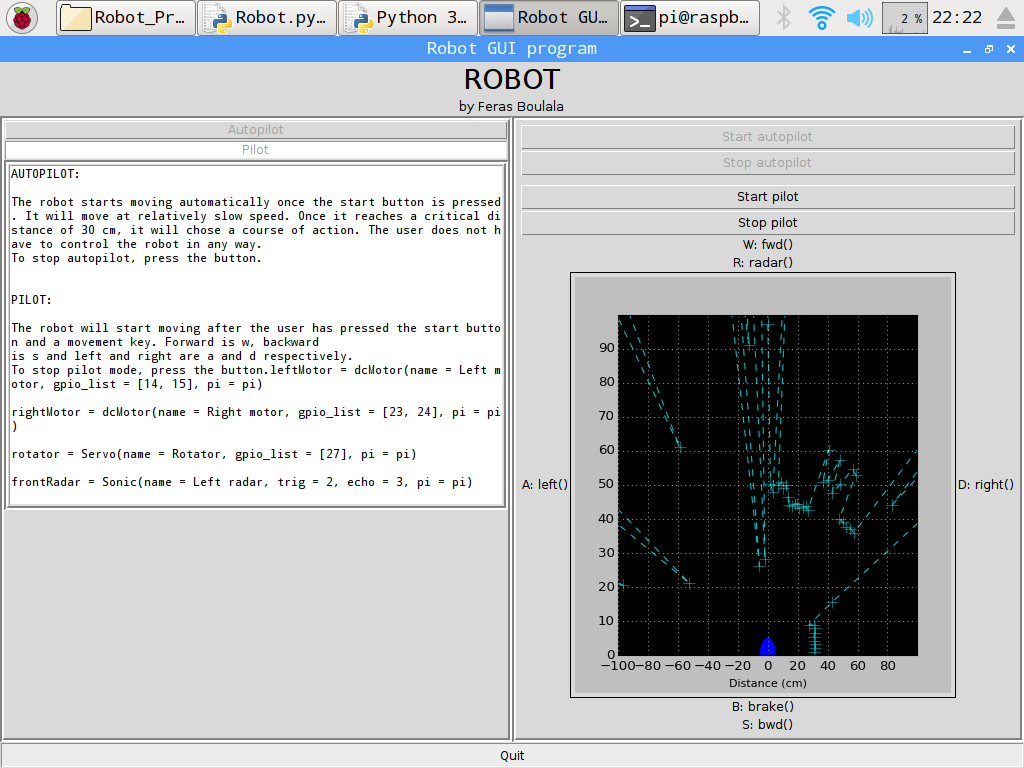 Robot_Pr...
Robot.py...
Python 3...
Robot GU...
pi@raspb...
2 %
22:22
Robot GUI program
ROBOT
by Feras Boulala
Autopilot
Pilot
AUTOPILOT:
The robot starts moving automatically once the start button is pressed
. It will move at relatively slow speed. Once it reaches a critical di
stance of 30 cm, it will chose a course of action. The user does not h
ave to control the robot in any way.
To stop autopilot, press the button.
PILOT:
The robot will start moving after the user has pressed the start butto
n and a movement key. Forward is w, backward
is s and left and right are a and d respectively.
To stop pilot mode, press the button.leftMotor = dcMotor(name = Left m
otor, gpio_list = [14, 15], pi = pi)
rightMotor = dcMotor(name = Right motor, gpio_list = [23, 24], pi = pi
)
rotator = Servo(name = Rotator, gpio_list = [27], pi = pi)
frontRadar = Sonic(name = Left radar, trig = 2, echo = 3, pi = pi)
Start autopilot
Stop autopilot
Start pilot
Stop pilot
W: fwd()
R: radar()
A: left()
D: right()
90
80
70
60
50
40
30
20
10
0
−100 −80 −60 −40 −20 0 20 40 60 80
Distance (cm)
B: brake()
S: bwd()
Quit